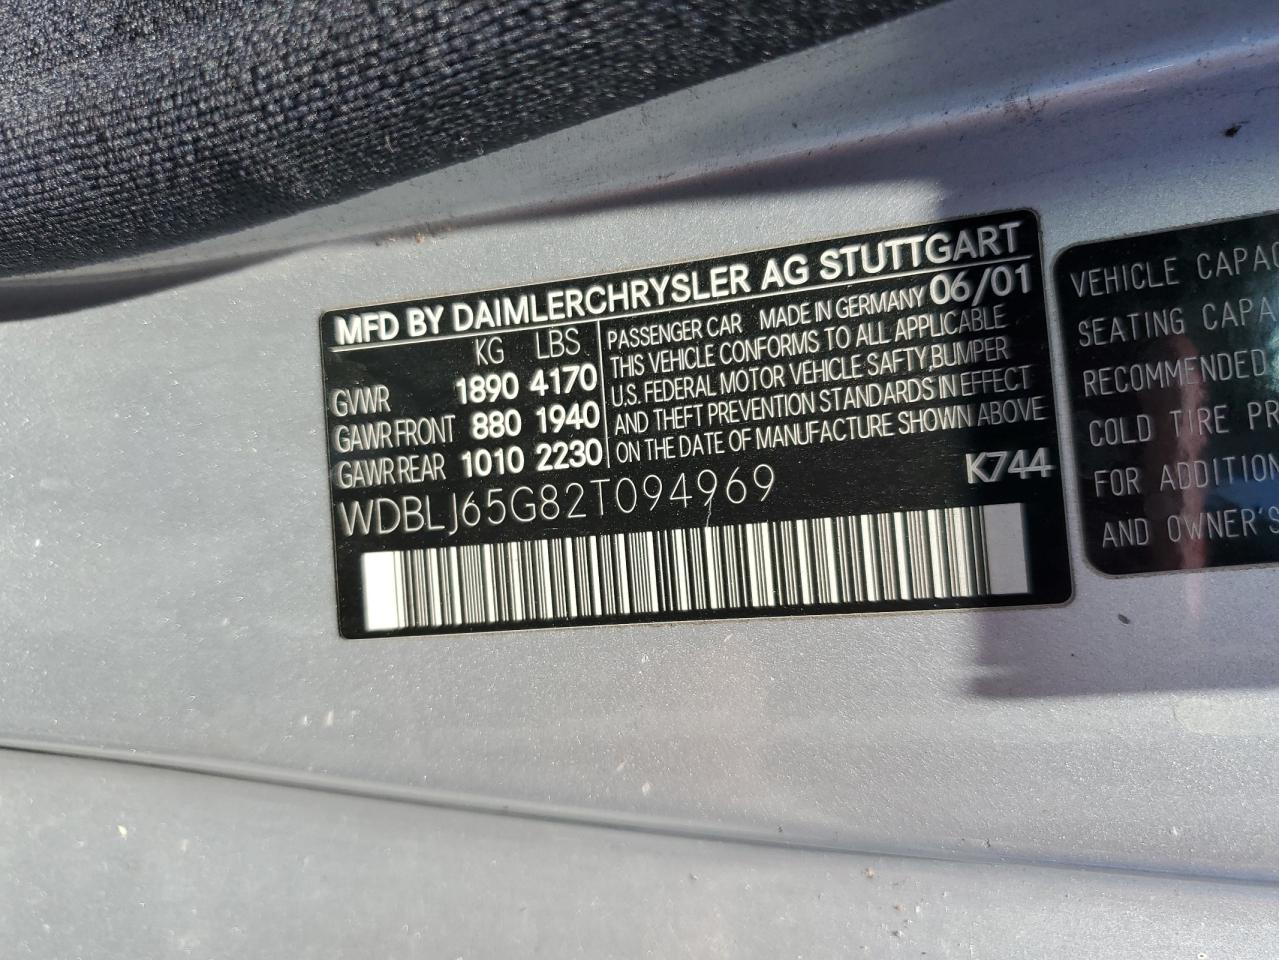 MFD BY DAIMLERCHRYSLER AG STUTTGART
KG LBS
GVWR 1890 4170
GAWR FRONT 880 1940
GAWR REAR 1010 2230
PASSENGER CAR MADE IN GERMANY 06/01
THIS VEHICLE CONFORMS TO ALL APPLICABLE
U.S. FEDERAL MOTOR VEHICLE SAFTY,BUMPER
AND THEFT PREVENTION STANDARDS IN EFFECT
ON THE DATE OF MANUFACTURE SHOWN ABOVE
WDBLJ65G82T094969
K744
VEHICLE CAPAC
SEATING CAPA
RECOMMENDED
COLD TIRE PR
FOR ADDITION
AND OWNER'S